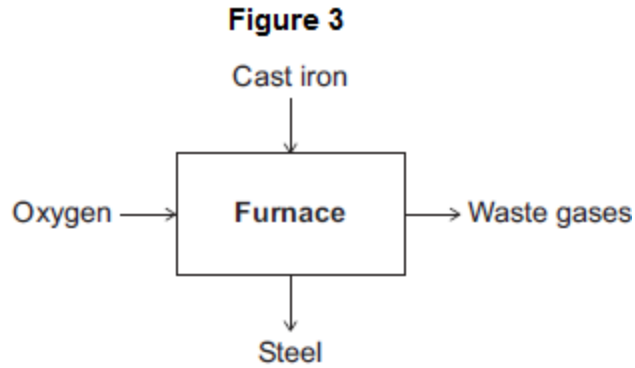 Figure 3
Cast iron
Oxygen
Furnace
Waste gases
Steel